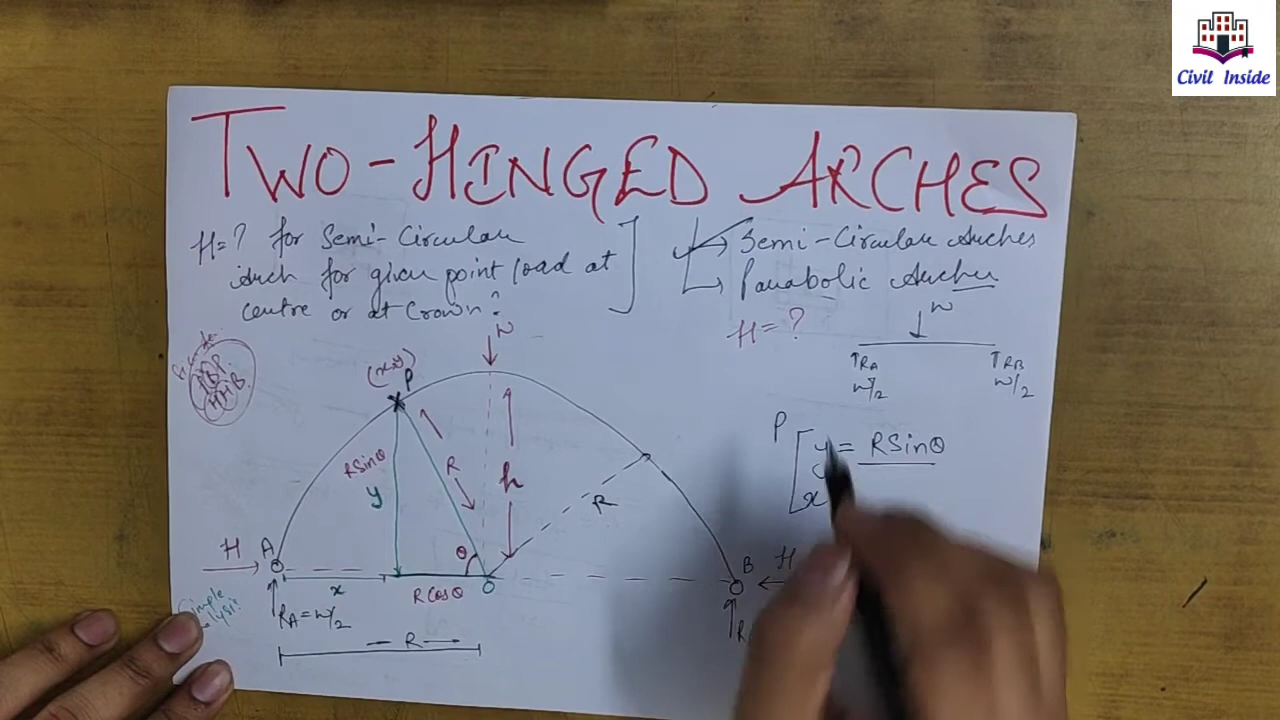 Civil Inside
TWO-HINGED ARCHES
H=? for Semi-Circular
Arch for given point load at
centre or at Crown?
Semi-Circular Arches
Parabolic Arches
H=?
W
RA
W/2
RB
W/2
W
(x,y)
P
RSinθ
y
R
h
R
P
y = RSinθ
x
H
A
θ
B
H
x
RCosθ
O
Simple
RA = W/2
R